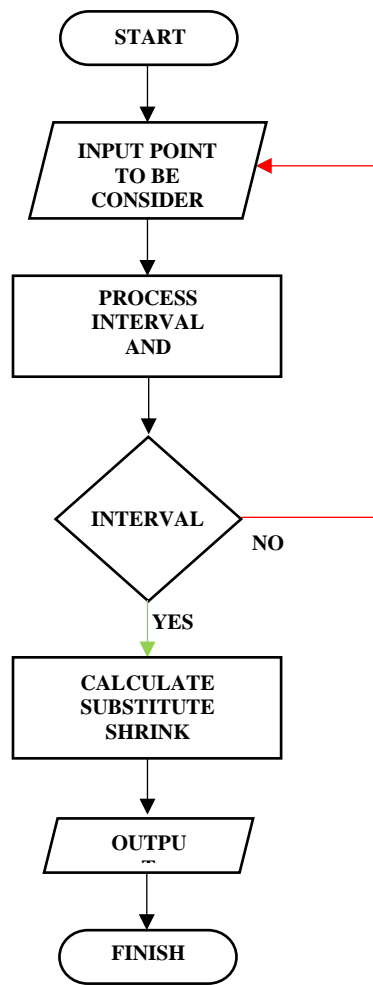 START
INPUT POINT
TO BE
CONSIDER
PROCESS
INTERVAL
AND
INTERVAL
NO
YES
CALCULATE
SUBSTITUTE
SHRINK
OUTPU
FINISH